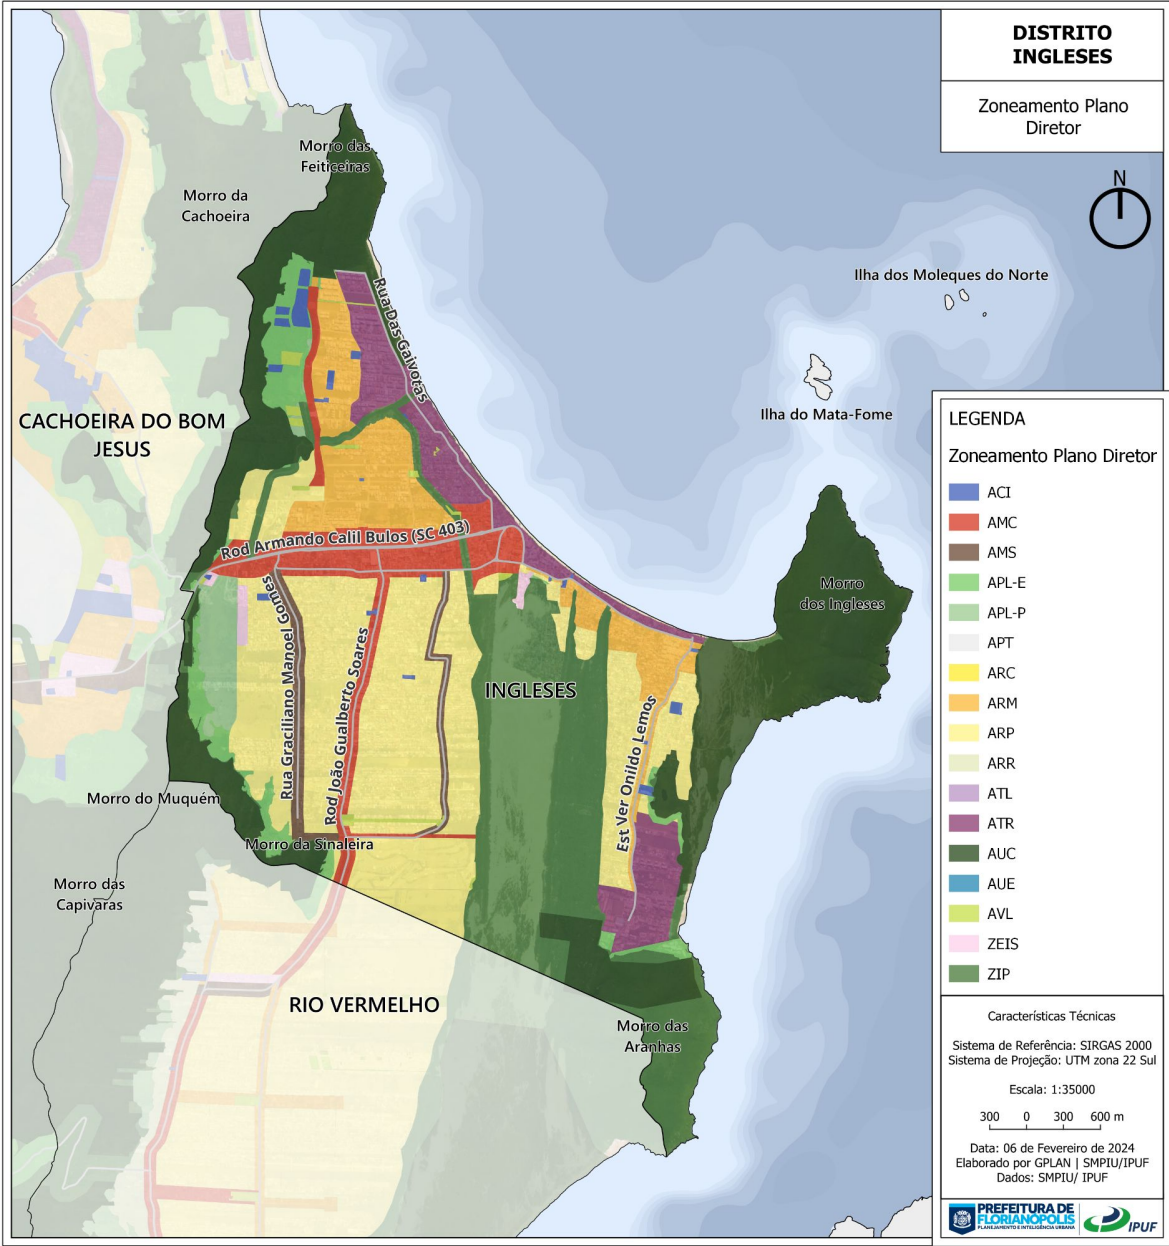 DISTRITO
INGLESES
Zoneamento Plano
Diretor
N
Morro das
Feiticeiras
Morro da
Cachoeira
Rua Das Gaivotas
Ilha dos Moleques do Norte
Ilha do Mata-Fome
CACHOEIRA DO BOM
JESUS
Rod Armando Calil Bulos (SC 403)
Morro
dos Ingleses
INGLESES
Rua Graciliano Manoel Gomes
Rod João Gualberto Soares
Est Ver Onildo Lemos
Morro do Muquém
Morro da Sinaleira
Morro das
Capivaras
RIO VERMELHO
Morro das
Aranhas
LEGENDA
Zoneamento Plano Diretor
ACI
AMC
AMS
APL-E
APL-P
APT
ARC
ARM
ARP
ARR
ATL
ATR
AUC
AUE
AVL
ZEIS
ZIP
Características Técnicas
Sistema de Referência: SIRGAS 2000
Sistema de Projeção: UTM zona 22 Sul
Escala: 1:35000
300 0 300 600 m
Data: 06 de Fevereiro de 2024
Elaborado por GPLAN | SMPIU/IPUF
Dados: SMPIU/ IPUF
PREFEITURA DE
FLORIANÓPOLIS
PLANEJAMENTO E INTELIGÊNCIA URBANA
IPUF